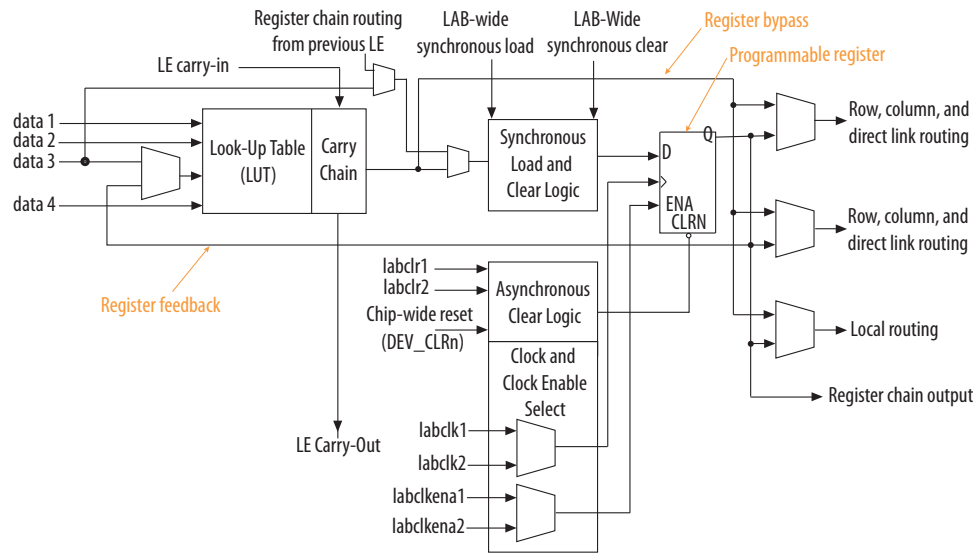 Register chain routing
from previous LE
LAB-wide
synchronous load
LAB-Wide
synchronous clear
Register bypass
Programmable register
LE carry-in
data 1
data 2
data 3
data 4
Look-Up Table
(LUT)
Carry
Chain
Synchronous
Load and
Clear Logic
D
Q
ENA
CLRN
Row, column, and
direct link routing
Row, column, and
direct link routing
Local routing
Register chain output
Register feedback
labclr1
labclr2
Chip-wide reset
(DEV_CLRn)
Asynchronous
Clear Logic
Clock and
Clock Enable
Select
labclk1
labclk2
labclkena1
labclkena2
LE Carry-Out